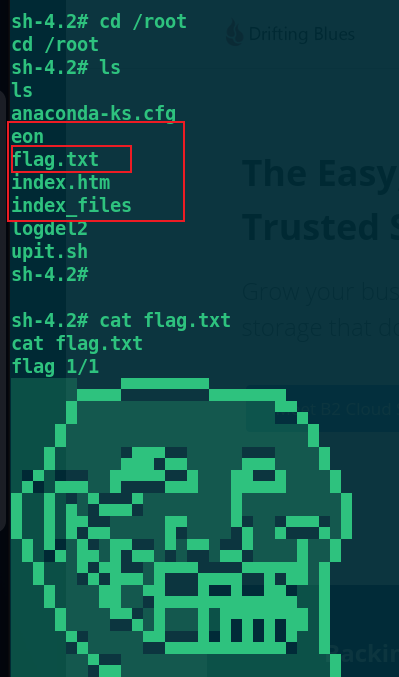 sh-4.2# cd /root
cd /root
Drifting Blues
sh-4.2# ls
ls
anaconda-ks.cfg
eon
flag.txt
index.htm
index_files
logdel2
upit.sh
sh-4.2#
The Easy
Trusted S
Grow your bus
storage that d
sh-4.2# cat flag.txt
cat flag.txt
flag 1/1
B2 Cloud